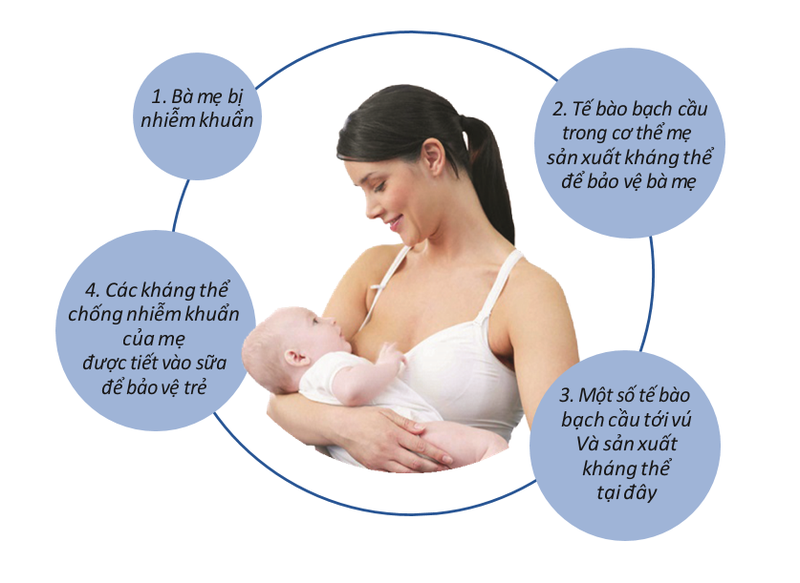 1. Bà mẹ bị
nhiễm khuẩn
2. Tế bào bạch cầu
trong cơ thể mẹ
sản xuất kháng thể
để bảo vệ bà mẹ
3. Một số tế bào
bạch cầu tới vú
Và sản xuất
kháng thể
tại đây
4. Các kháng thể
chống nhiễm khuẩn
của mẹ
được tiết vào sữa
để bảo vệ trẻ